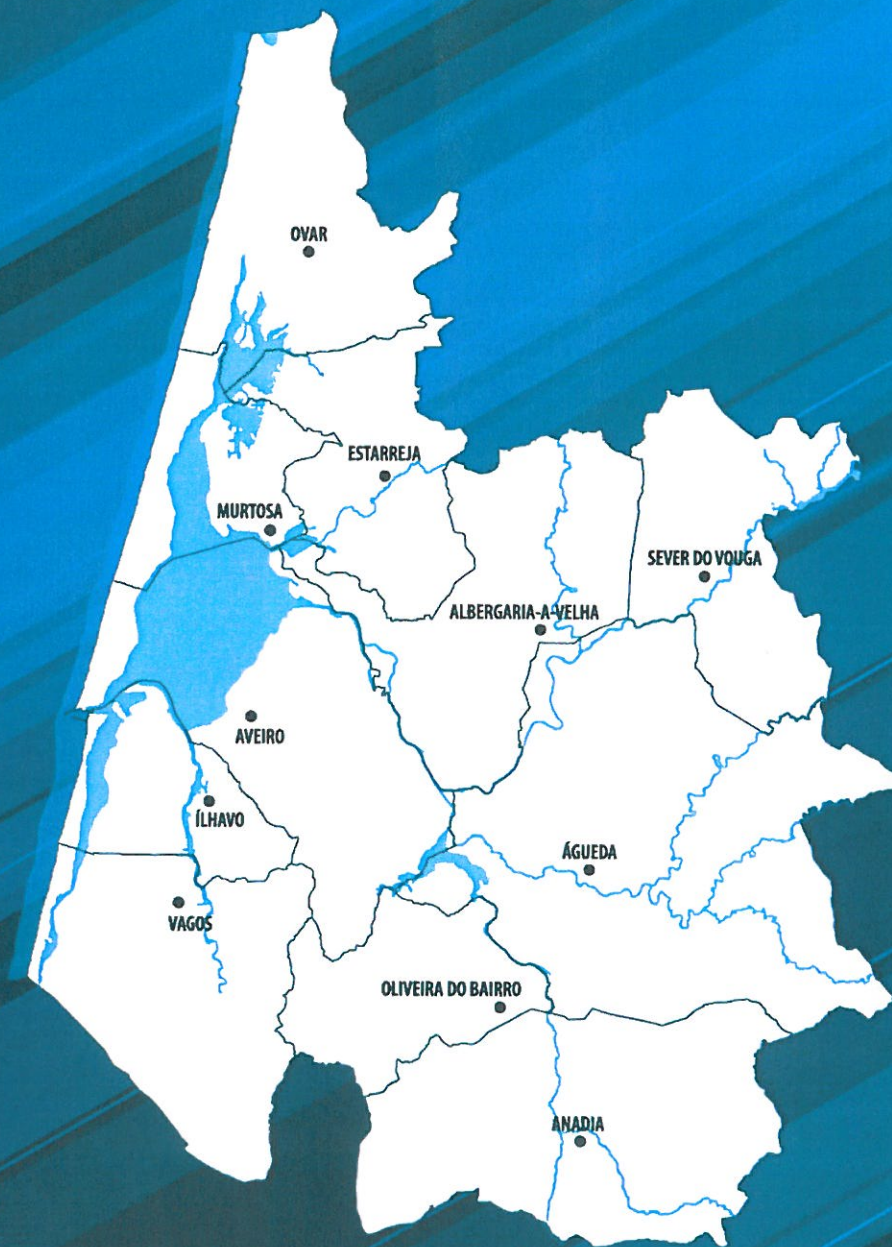 OVAR
ESTARREJA
MURTOSA
SEVER DO VOUGA
ALBERGARIA-A-VELHA
AVEIRO
ÍLHAVO
ÁGUEDA
VAGOS
OLIVEIRA DO BAIRRO
ANADIA